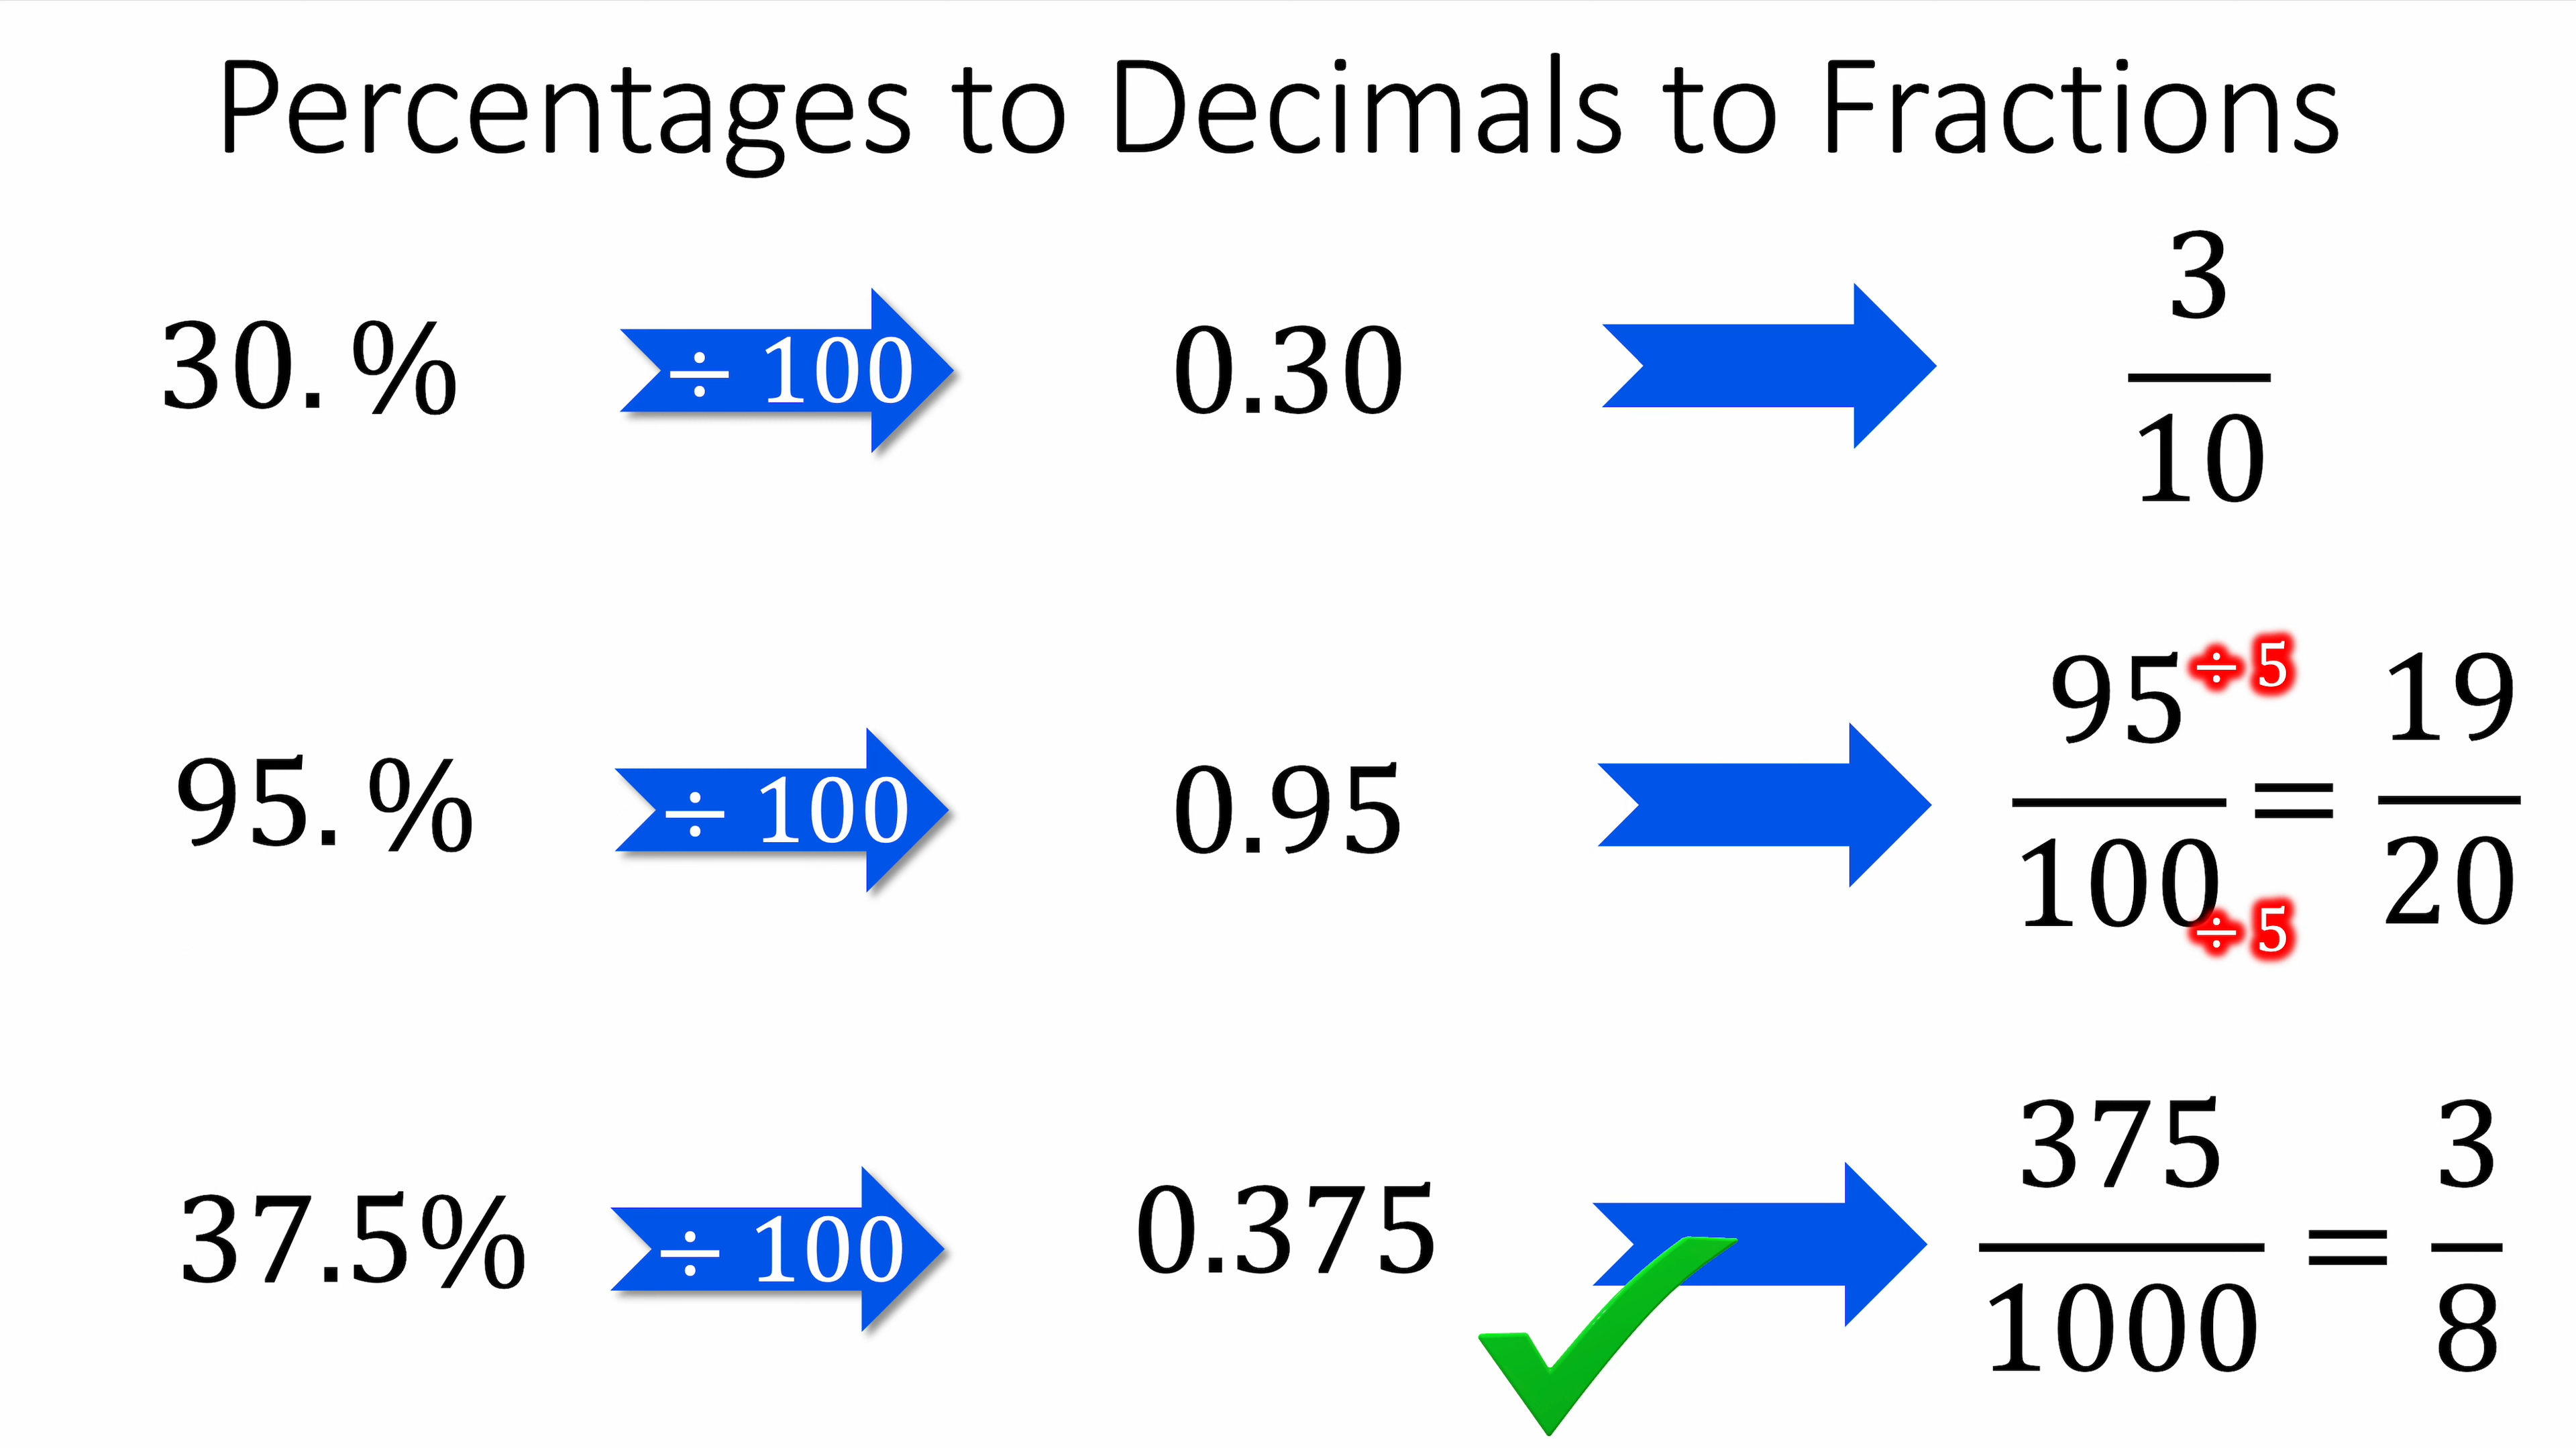 Percentages to Decimals to Fractions
30. % ÷ 100 0.30 3/10
95. % ÷ 100 0.95 95 ÷5 / 100 ÷5 = 19/20
37.5% ÷ 100 0.375 375/1000 = 3/8